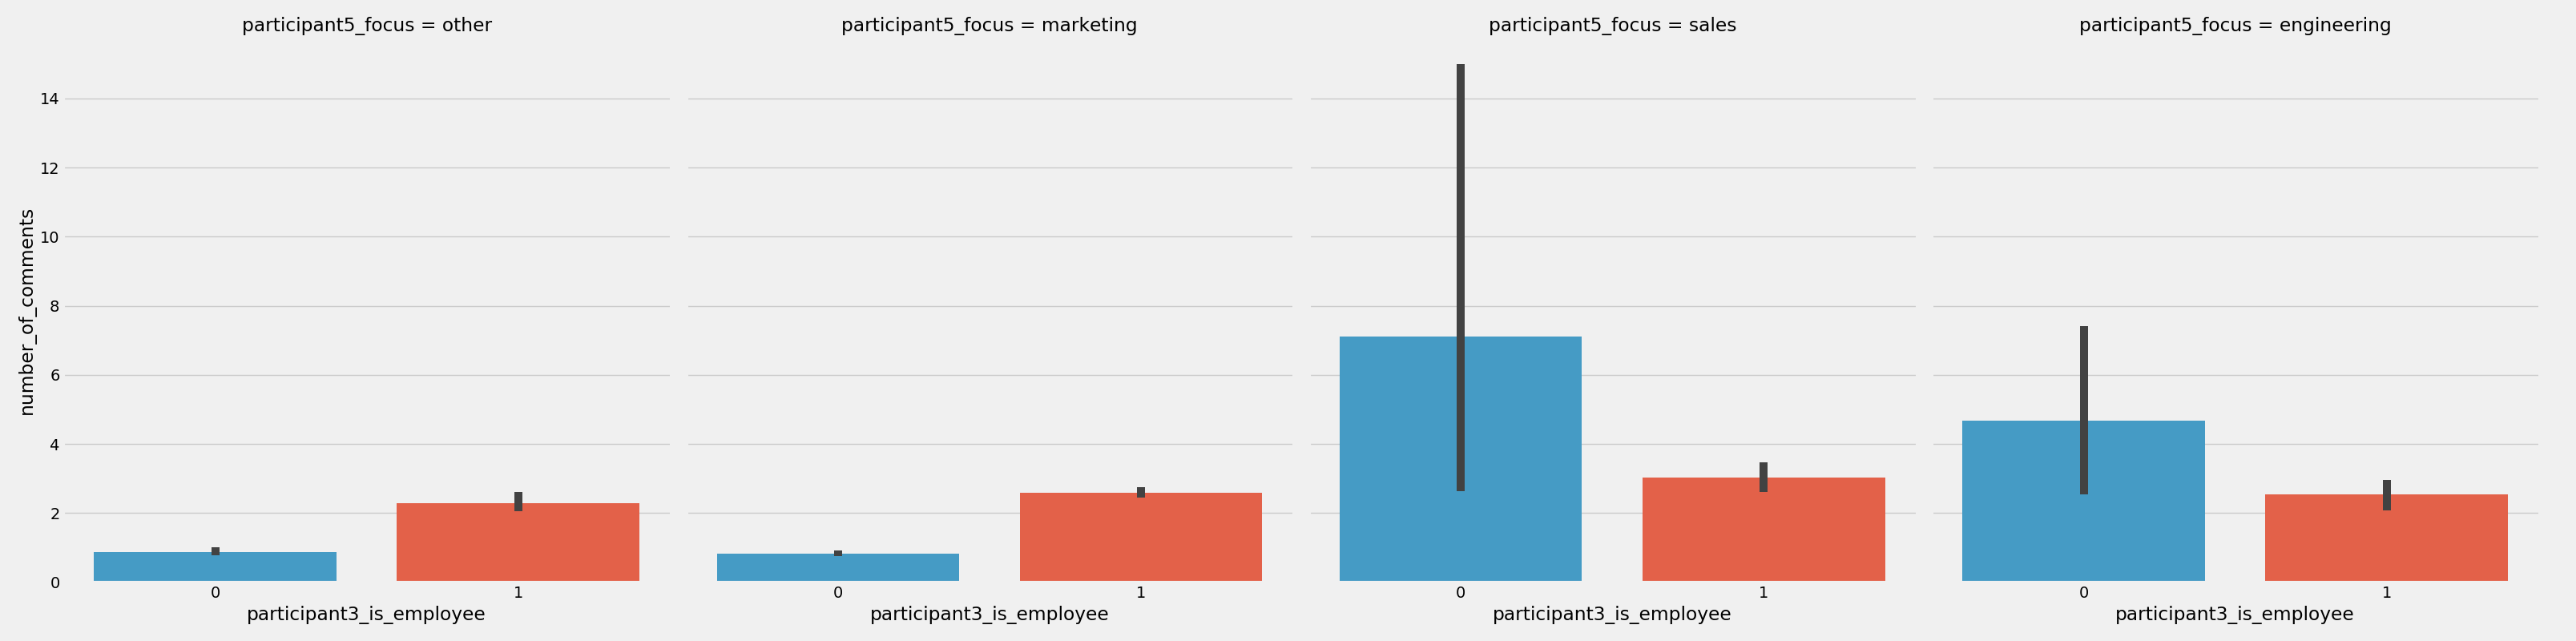 participant5_focus = other
participant5_focus = marketing
participant5_focus = sales
participant5_focus = engineering
number_of_comments
14
12
10
8
6
4
2
0
0 1
participant3_is_employee
0 1
participant3_is_employee
0 1
participant3_is_employee
0 1
participant3_is_employee